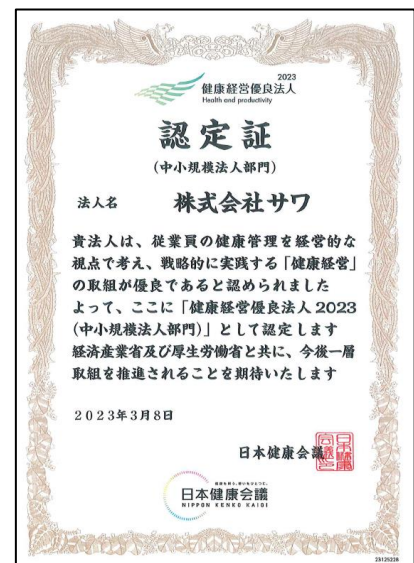 2023
健康経営優良法人
Health and productivity
認定証
(中小規模法人部門)
法人名 株式会社サワ
貴法人は、従業員の健康管理を経営的な
視点で考え、戦略的に実践する「健康経営」
の取組が優良であると認められました
よって、ここに「健康経営優良法人2023
(中小規模法人部門)」として認定します
経済産業省及び厚生労働省と共に、今後一層
取組を推進されることを期待いたします
2023年3月8日
日本健康会議
日本健康会議
NIPPON KENKO KAIGI
23125228